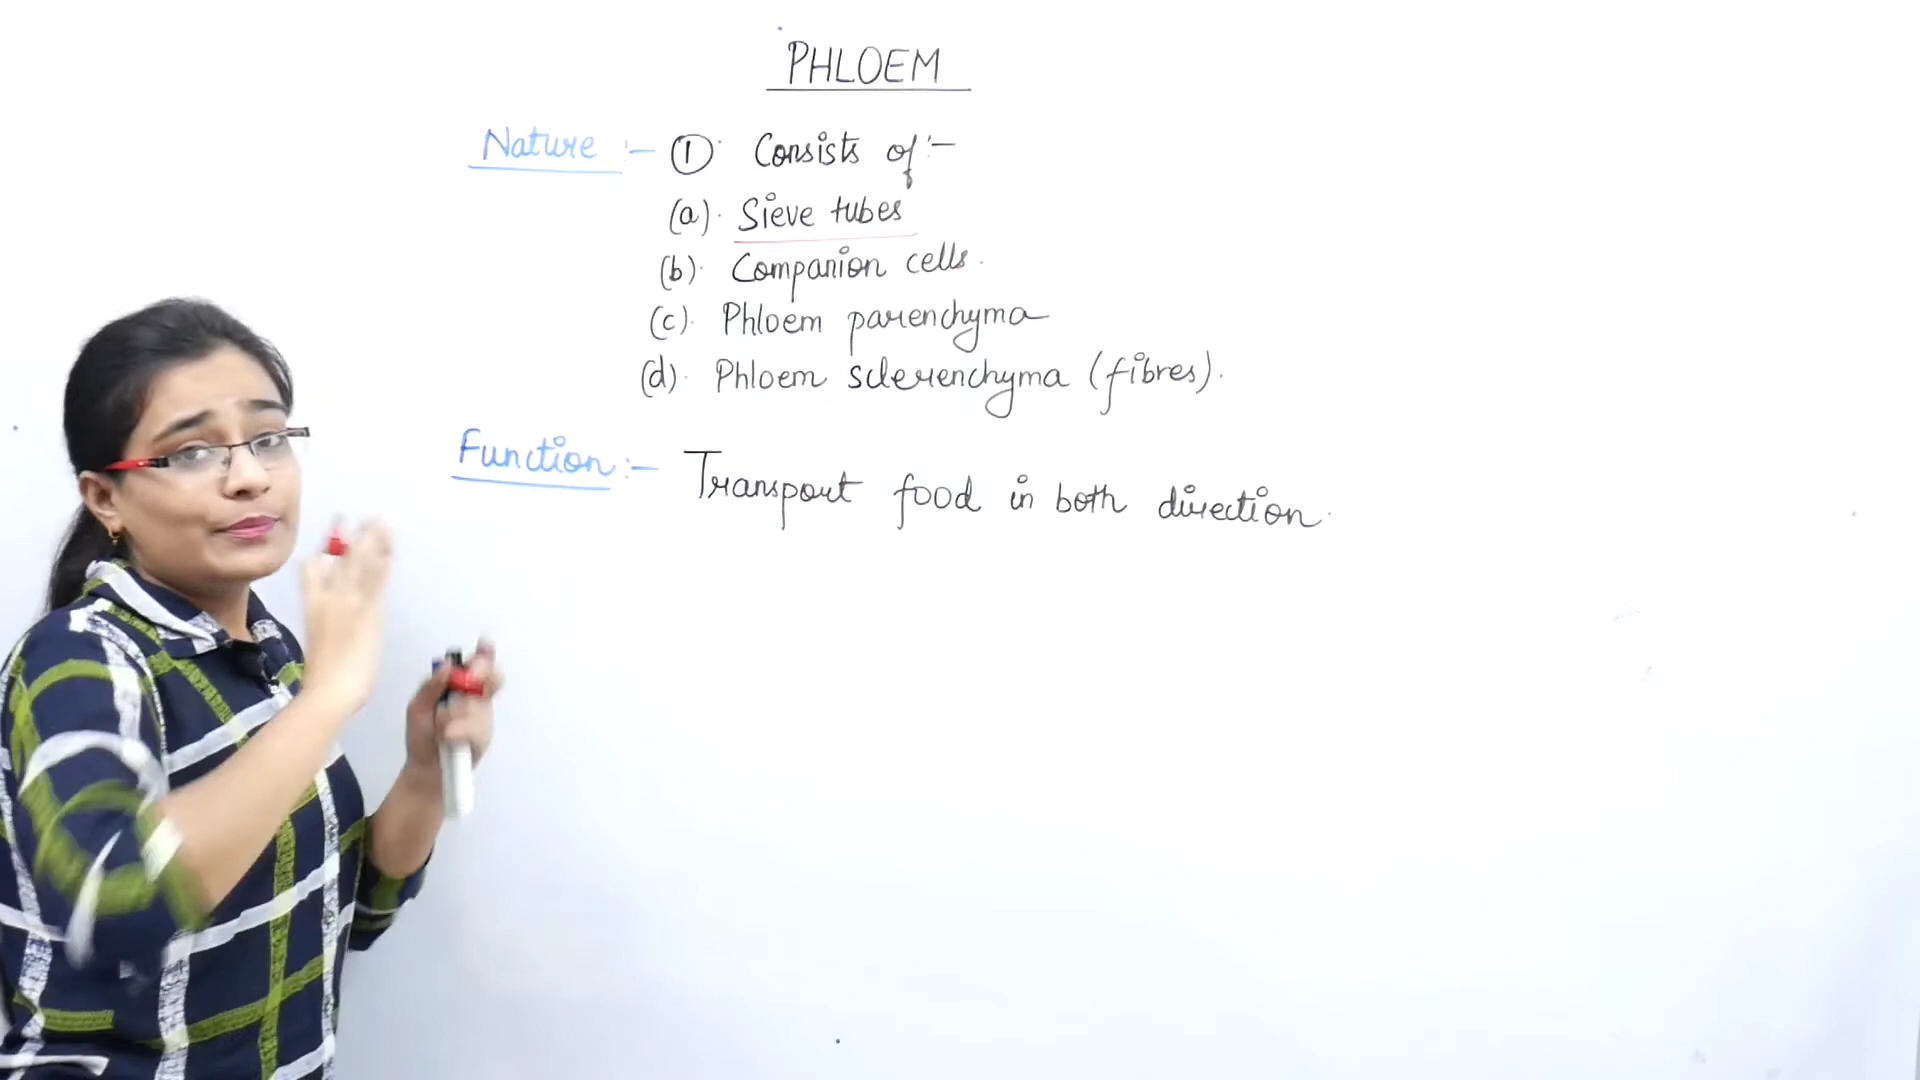 PHLOEM
Nature :- ① Consists of :-
(a). Sieve tubes
(b). Companion cells.
(c). Phloem parenchyma
(d). Phloem sclerenchyma (fibres).
Function :- Transport food in both direction.